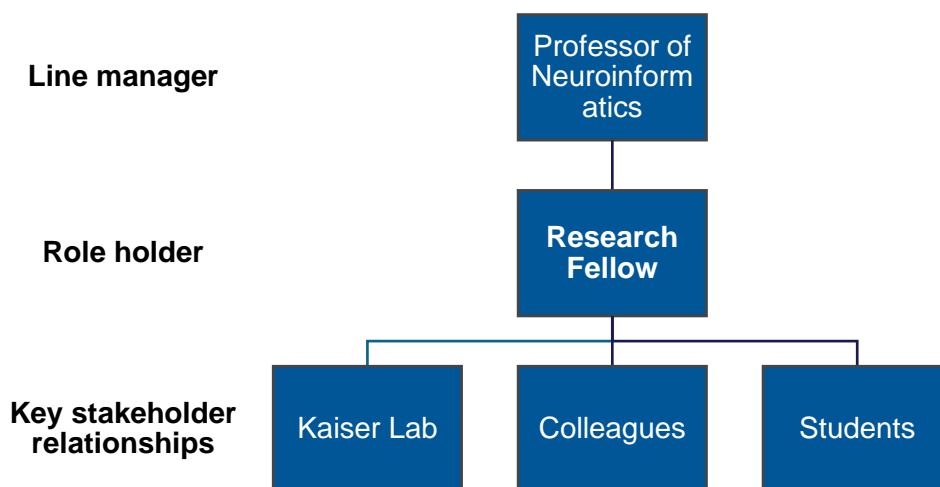 Line manager
Professor of
Neuroinform
atics
Role holder
Research
Fellow
Key stakeholder
relationships
Kaiser Lab
Colleagues
Students